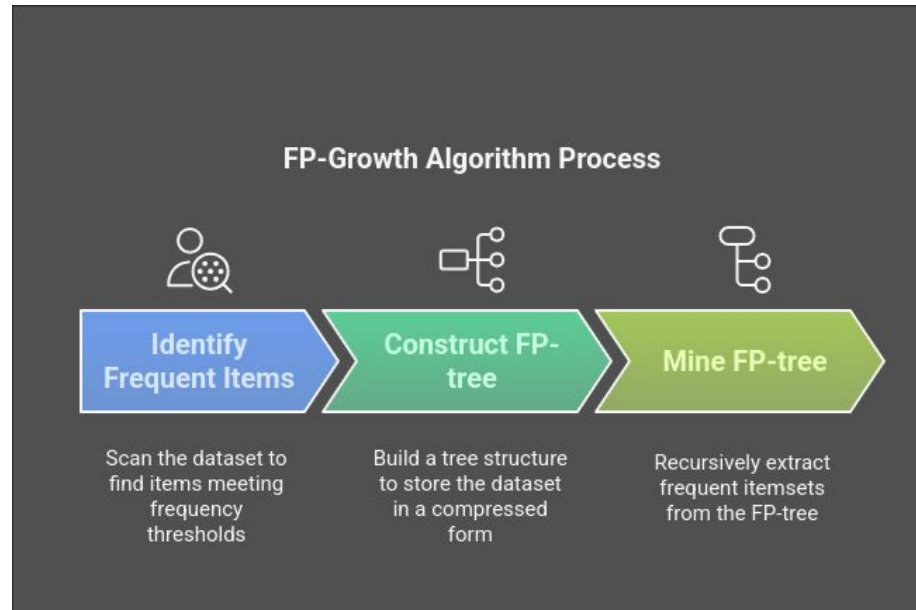 FP-Growth Algorithm Process
Identify
Frequent Items
Construct FP-
tree
Mine FP-tree
Scan the dataset to
find items meeting
frequency
thresholds
Build a tree structure
to store the dataset
in a compressed
form
Recursively extract
frequent itemsets
from the FP-tree